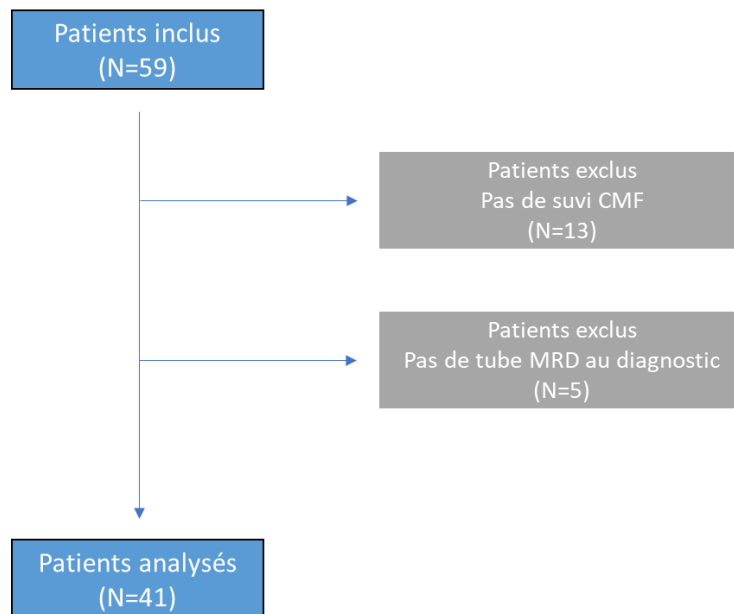 Patients inclus
(N=59)
Patients exclus
Pas de suvi CMF
(N=13)
Patients exclus
Pas de tube MRD au diagnostic
(N=5)
Patients analysés
(N=41)